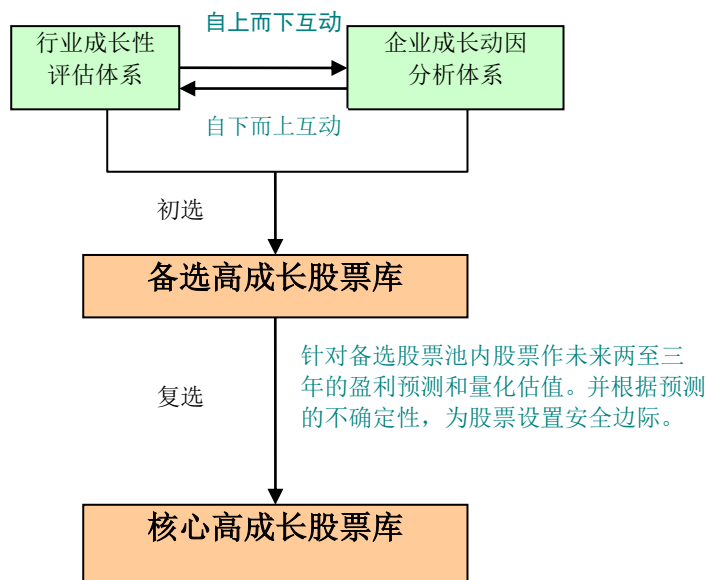 自上而下互动
行业成长性
评估体系
企业成长动因
分析体系
自下而上互动
初选
备选高成长股票库
针对备选股票池内股票作未来两至三
年的盈利预测和量化估值。并根据预测
的不确定性，为股票设置安全边际。
复选
核心高成长股票库